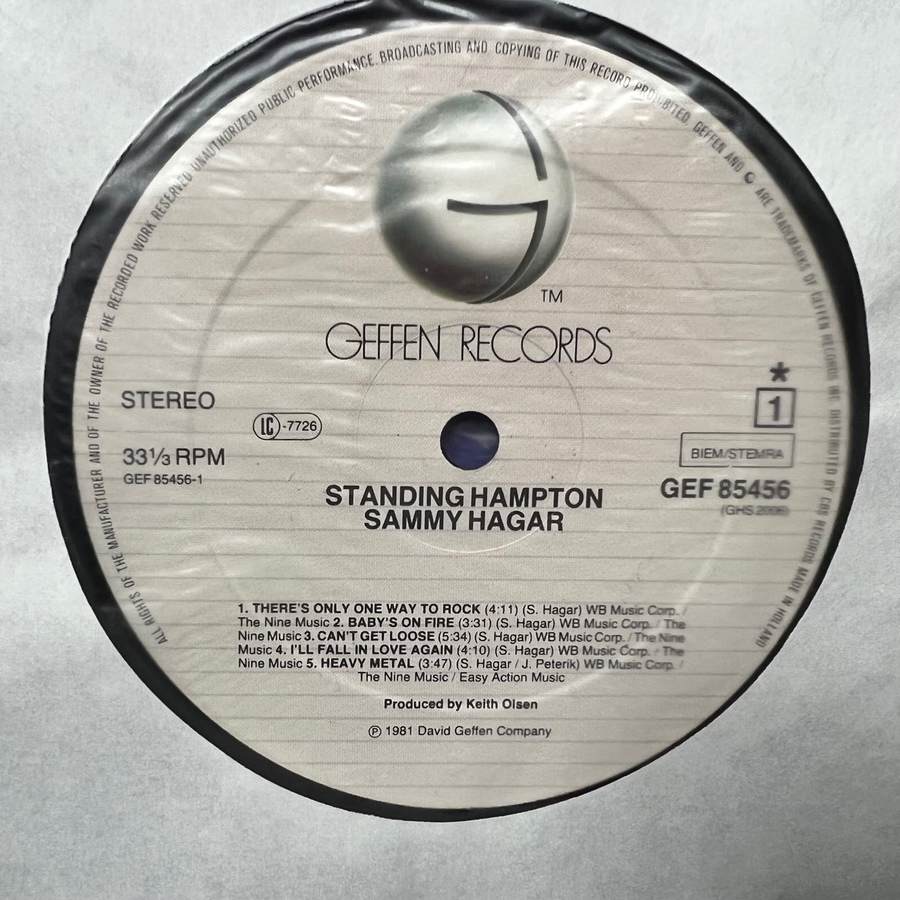 ALL RIGHTS OF THE MANUFACTURER AND OF THE OWNER OF THE RECORDED WORK RESERVED. UNAUTHORIZED PUBLIC PERFORMANCE. BROADCASTING AND COPYING OF THIS RECORD PROHIBITED. GEFFEN AND G ARE TRADEMARKS OF GEFFEN RECORDS INC. DISTRIBUTED BY CBS RECORDS MADE IN HOLLAND
G
TM
GEFFEN RECORDS
STEREO
LC -7726
33⅓ RPM
GEF 85456-1
*
1
BIEM/STEMRA
GEF 85456
(GHS 2006)
STANDING HAMPTON
SAMMY HAGAR
1. THERE'S ONLY ONE WAY TO ROCK (4:11) (S. Hagar) WB Music Corp. /
The Nine Music 2. BABY'S ON FIRE (3:31) (S. Hagar) WB Music Corp. / The
Nine Music 3. CAN'T GET LOOSE (5:34) (S. Hagar) WB Music Corp. / The Nine
Music 4. I'LL FALL IN LOVE AGAIN (4:10) (S. Hagar) WB Music Corp. / The
Nine Music 5. HEAVY METAL (3:47) (S. Hagar / J. Peterik) WB Music Corp. /
The Nine Music / Easy Action Music
Produced by Keith Olsen
℗ 1981 David Geffen Company